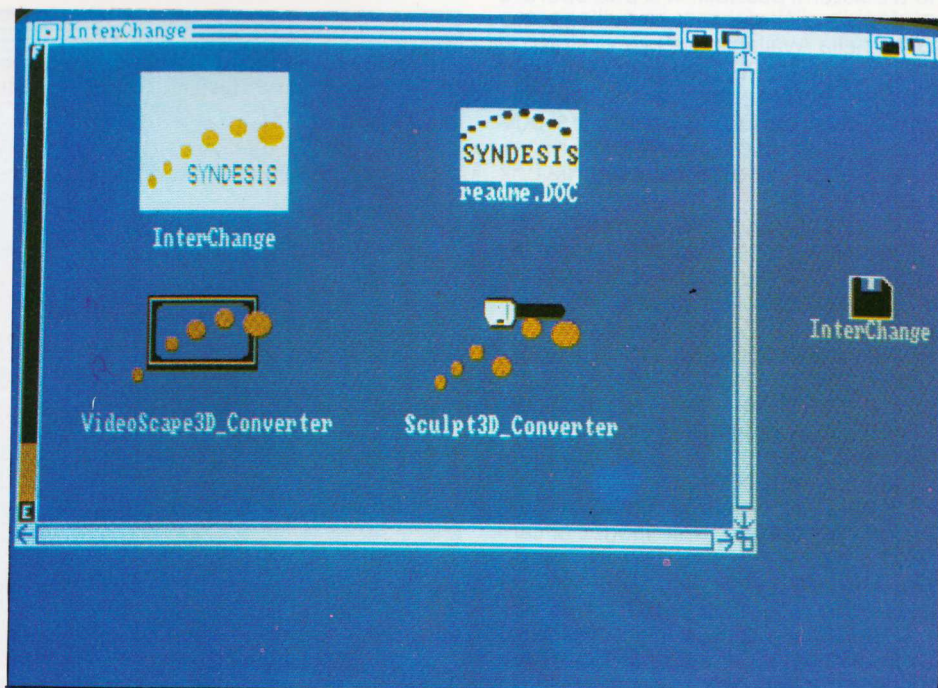 InterChange
F
SYNDESIS
InterChange
SYNDESIS
readme.DOC
InterChange
VideoScape3D_Converter
Sculpt3D_Converter
E